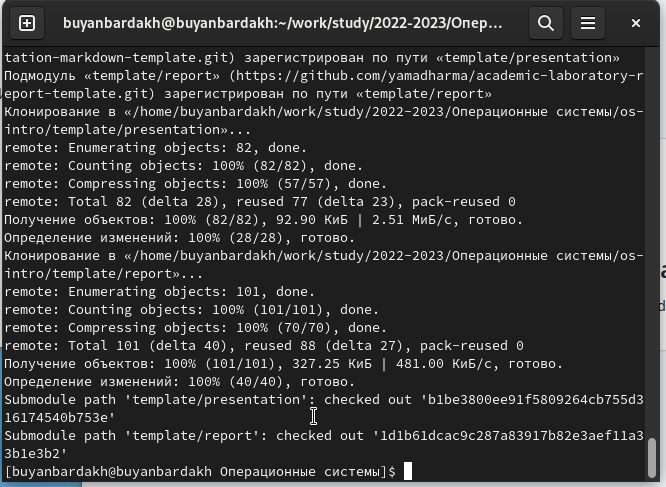 buyanbardakh@buyanbardakh:~/work/study/2022-2023/Опер...
tation-markdown-template.git) зарегистрирован по пути «template/presentation»
Подмодуль «template/report» (https://github.com/yamadharma/academic-laboratory-r
eport-template.git) зарегистрирован по пути «template/report»
Клонирование в «/home/buyanbardakh/work/study/2022-2023/Операционные системы/os-
intro/template/presentation»...
remote: Enumerating objects: 82, done.
remote: Counting objects: 100% (82/82), done.
remote: Compressing objects: 100% (57/57), done.
remote: Total 82 (delta 28), reused 77 (delta 23), pack-reused 0
Получение объектов: 100% (82/82), 92.90 КиБ | 2.51 МиБ/с, готово.
Определение изменений: 100% (28/28), готово.
Клонирование в «/home/buyanbardakh/work/study/2022-2023/Операционные системы/os-
intro/template/report»...
remote: Enumerating objects: 101, done.
remote: Counting objects: 100% (101/101), done.
remote: Compressing objects: 100% (70/70), done.
remote: Total 101 (delta 40), reused 88 (delta 27), pack-reused 0
Получение объектов: 100% (101/101), 327.25 КиБ | 481.00 КиБ/с, готово.
Определение изменений: 100% (40/40), готово.
Submodule path 'template/presentation': checked out 'b1be3800ee91f5809264cb755d3
16174540b753e'
Submodule path 'template/report': checked out '1d1b61dcac9c287a83917b82e3aef11a3
3b1e3b2'
[buyanbardakh@buyanbardakh Операционные системы]$